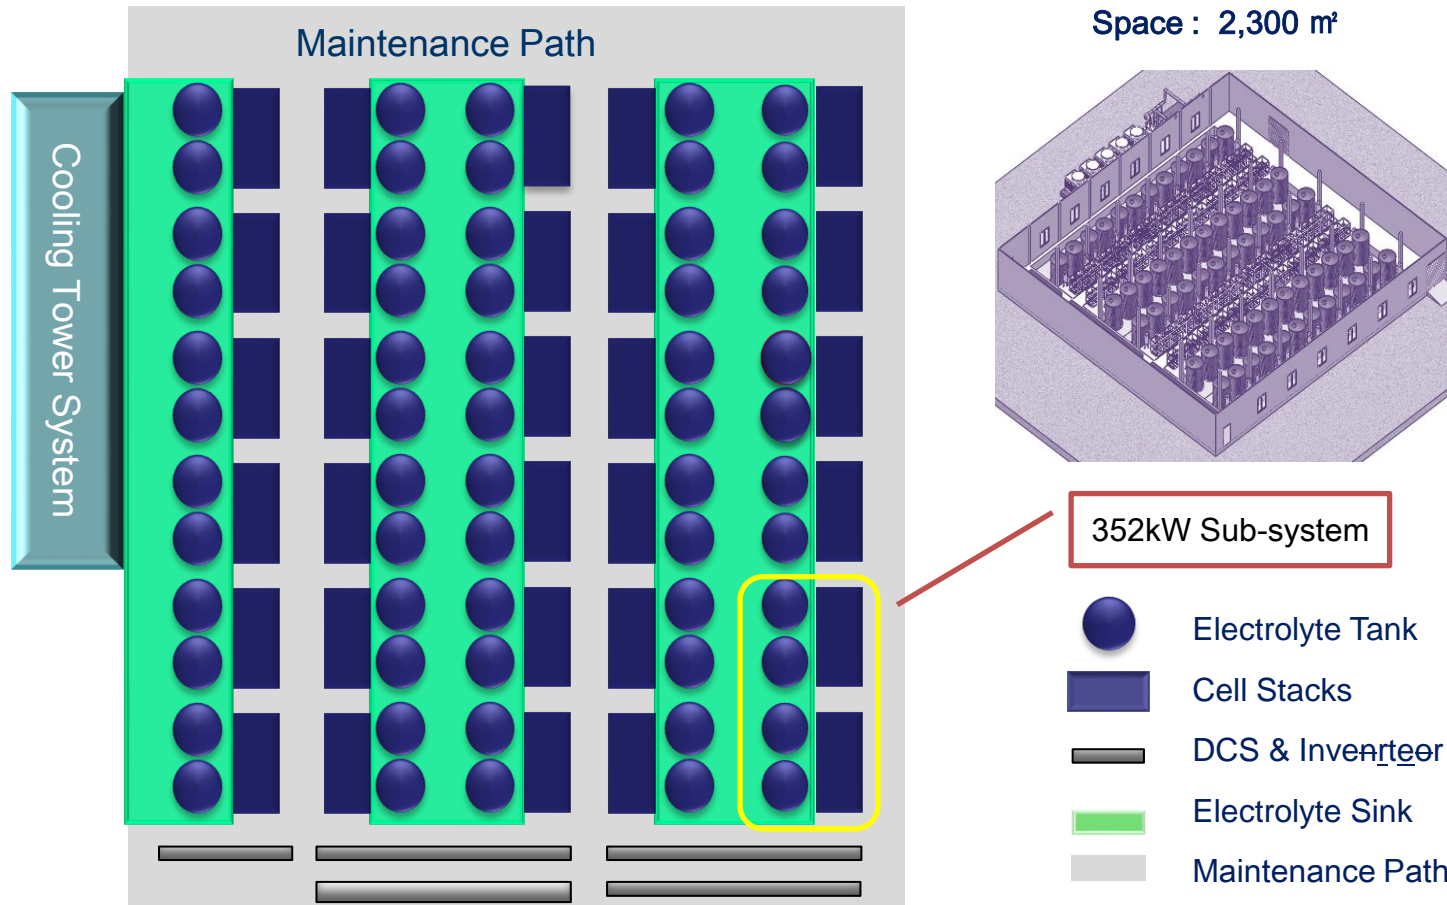 Maintenance Path
Space : 2,300 ㎡
Cooling Tower System
352kW Sub-system
Electrolyte Tank
Cell Stacks
DCS & Invenrteor
Electrolyte Sink
Maintenance Path